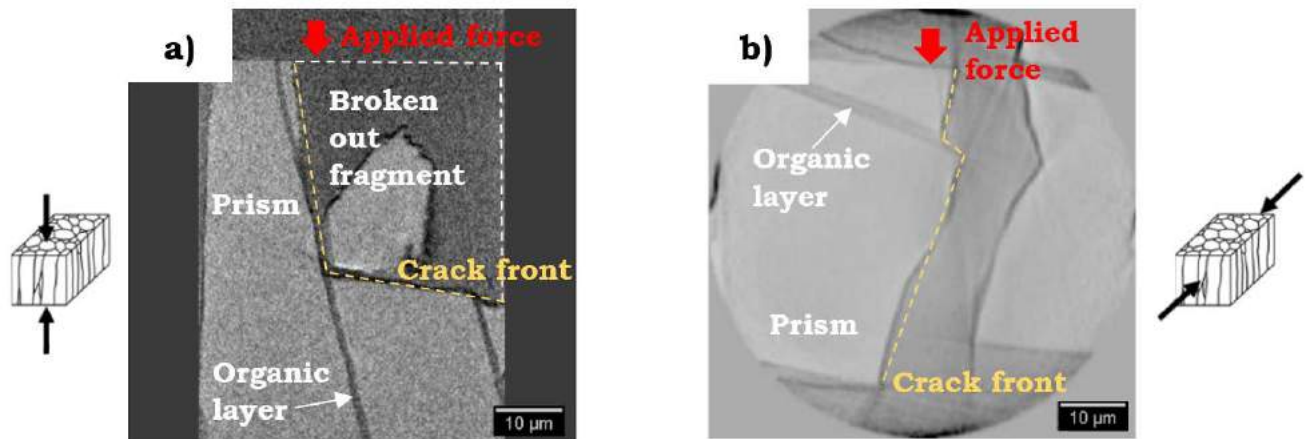 a)
Applied force
Broken
out
fragment
Prism
Crack front
Organic
layer
10 µm
b)
Applied
force
Organic
layer
Prism
Crack front
10 µm